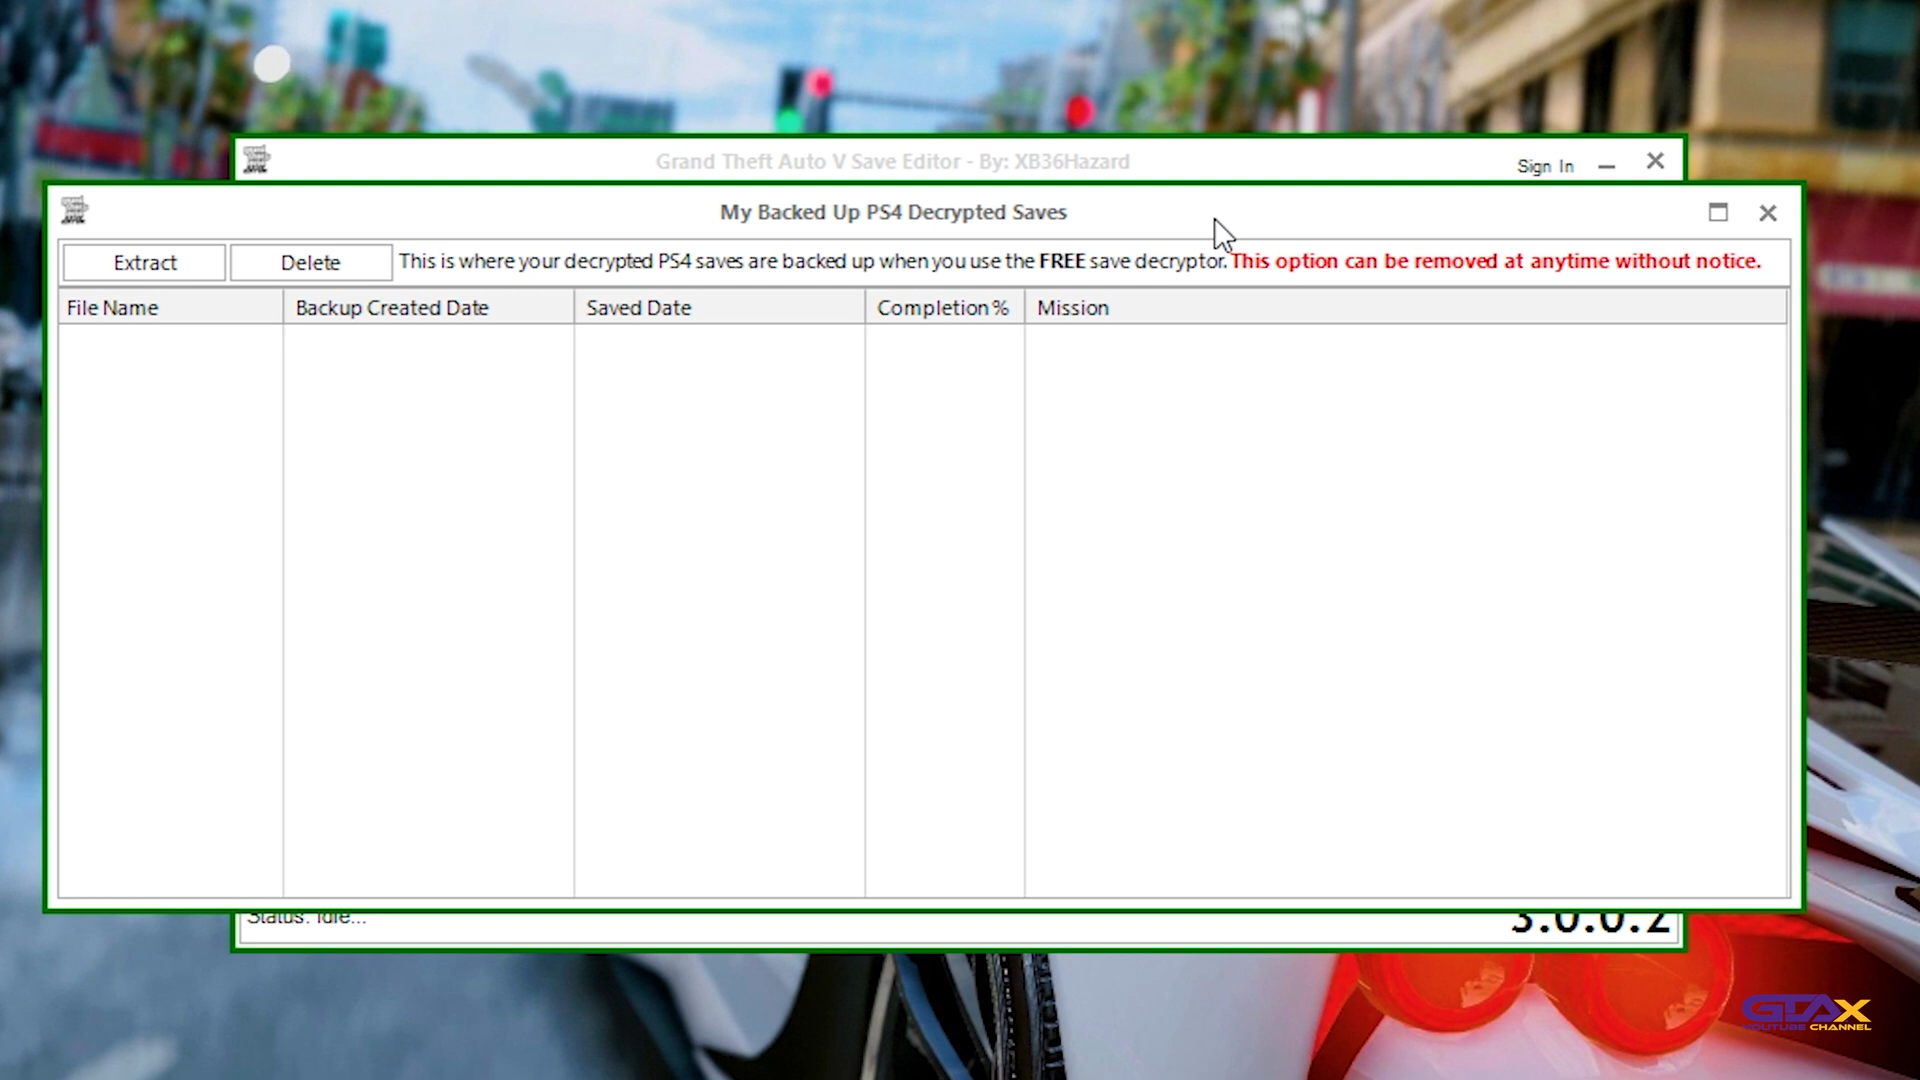 Grand Theft Auto V Save Editor - By: XB36Hazard
Sign In
My Backed Up PS4 Decrypted Saves
Extract Delete This is where your decrypted PS4 saves are backed up when you use the FREE save decryptor. This option can be removed at anytime without notice.
File Name Backup Created Date Saved Date Completion % Mission
Status: Idle...
3.0.0.2
GTAX
YOUTUBE CHANNEL